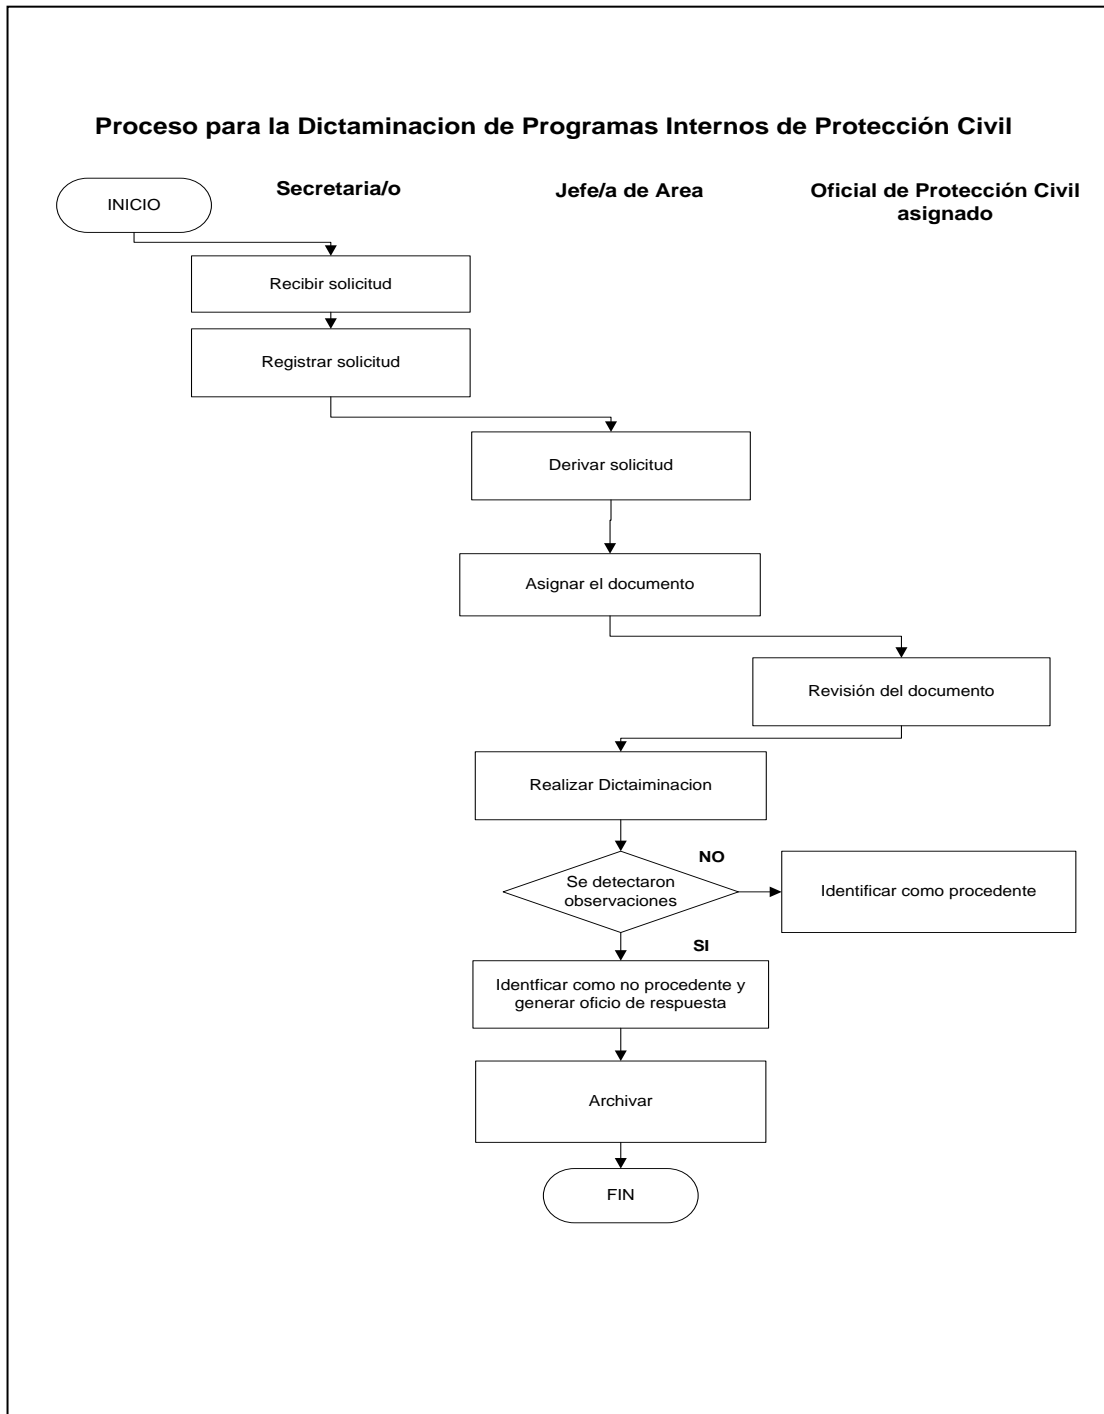 Proceso para la Dictaminacion de Programas Internos de Protección Civil
INICIO
Secretaria/o
Jefe/a de Area
Oficial de Protección Civil
asignado
Recibir solicitud
Registrar solicitud
Derivar solicitud
Asignar el documento
Revisión del documento
Realizar Dictaiminacion
NO
Se detectaron
observaciones
Identificar como procedente
SI
Identficar como no procedente y
generar oficio de respuesta
Archivar
FIN